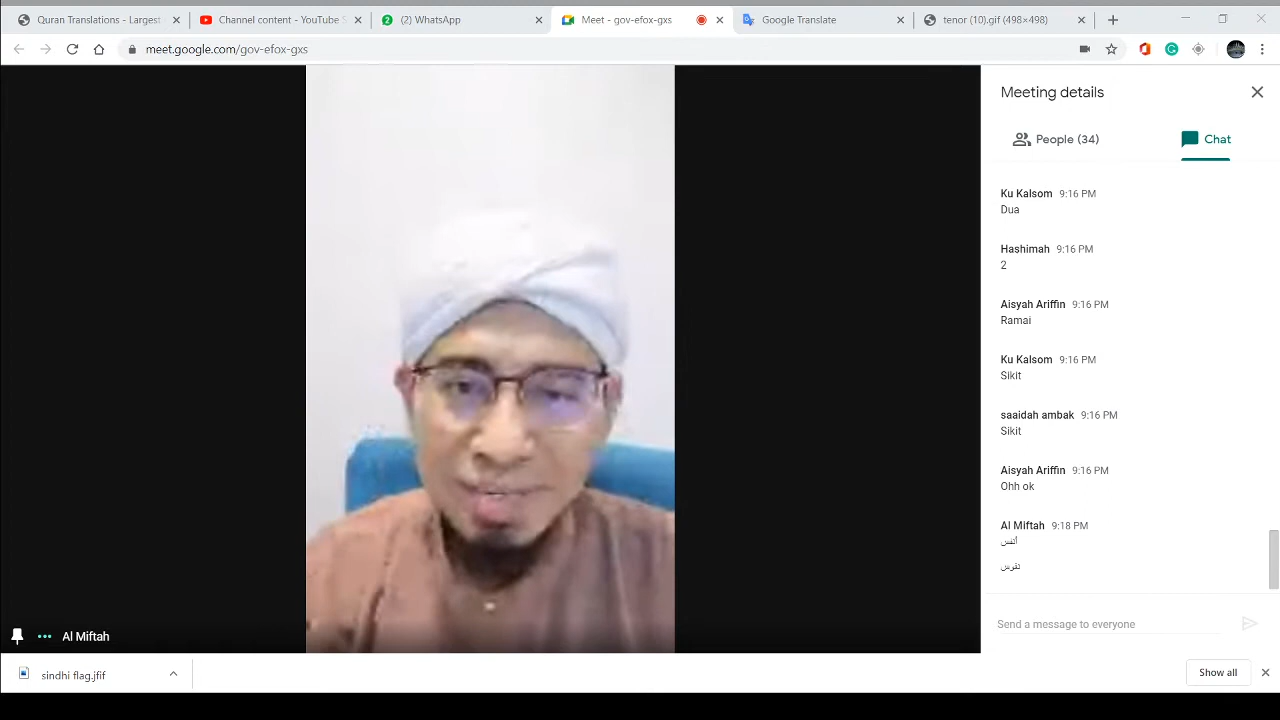 Quran Translations - Largest
Channel content - YouTube S
(2) WhatsApp
Meet - gov-efox-gxs
Google Translate
tenor (10).gif (498×498)
meet.google.com/gov-efox-gxs
Meeting details
People (34)
Chat
Ku Kalsom 9:16 PM
Dua
Hashimah 9:16 PM
2
Aisyah Ariffin 9:16 PM
Ramai
Ku Kalsom 9:16 PM
Sikit
saaidah ambak 9:16 PM
Sikit
Aisyah Ariffin 9:16 PM
Ohh ok
Al Miftah 9:18 PM
أنفس
نفوس
Send a message to everyone
Al Miftah
sindhi flag.jfif
Show all